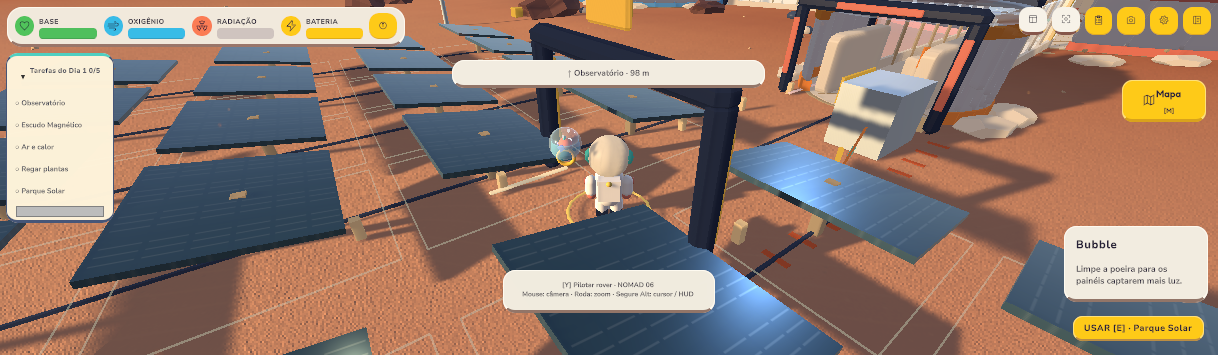 BASE
OXIGÊNIO
RADIAÇÃO
BATERIA
Tarefas do Dia 1 0/5
Observatório
Escudo Magnético
Ar e calor
Regar plantas
Parque Solar
↑ Observatório · 98 m
Mapa
[M]
[Y] Pilotar rover · NOMAD 06
Mouse: câmera · Roda: zoom · Segure Alt: cursor / HUD
Bubble
Limpe a poeira para os
painéis captarem mais luz.
USAR [E] · Parque Solar